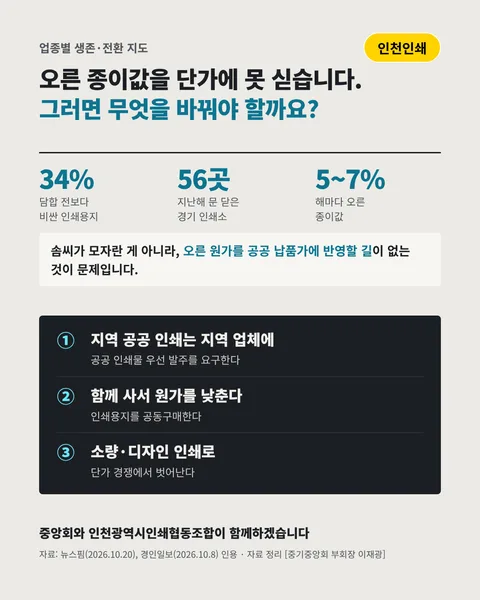 업종별 생존·전환 지도
인천인쇄
오른 종이값을 단가에 못 싣습니다.
그러면 무엇을 바꿔야 할까요?
34%
담합 전보다
비싼 인쇄용지
56곳
지난해 문 닫은
경기 인쇄소
5~7%
해마다 오른
종이값
솜씨가 모자란 게 아니라, 오른 원가를 공공 납품가에 반영할 길이 없는
것이 문제입니다.
1 지역 공공 인쇄는 지역 업체에
공공 인쇄물 우선 발주를 요구한다
2 함께 사서 원가를 낮춘다
인쇄용지를 공동구매한다
3 소량·디자인 인쇄로
단가 경쟁에서 벗어난다
중앙회와 인천광역시인쇄협동조합이 함께하겠습니다
자료: 뉴스핌(2026.10.20), 경인일보(2026.10.8) 인용 · 자료 정리 [중기중앙회 부회장 이재광]